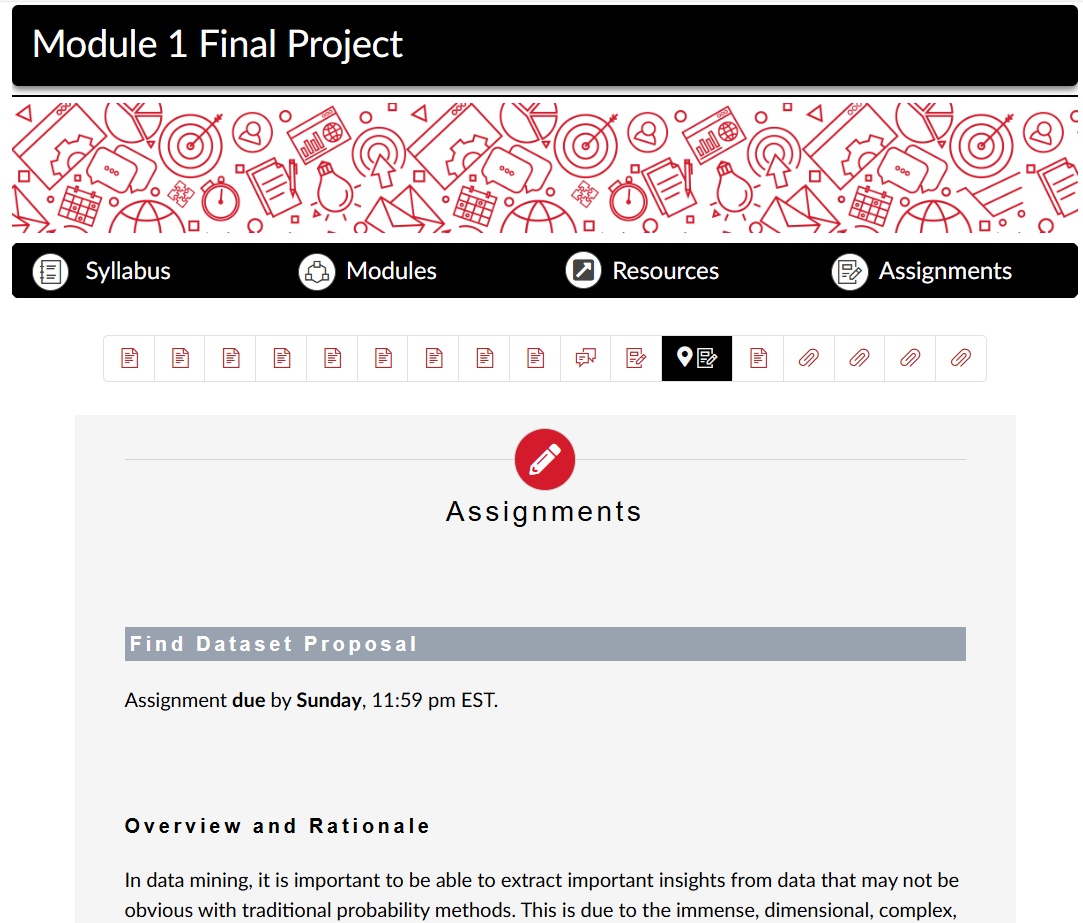 Module 1 Final Project
Syllabus
Modules
Resources
Assignments
Assignments
Find Dataset Proposal
Assignment due by Sunday, 11:59 pm EST.
Overview and Rationale
In data mining, it is important to be able to extract important insights from data that may not be
obvious with traditional probability methods. This is due to the immense, dimensional, complex,